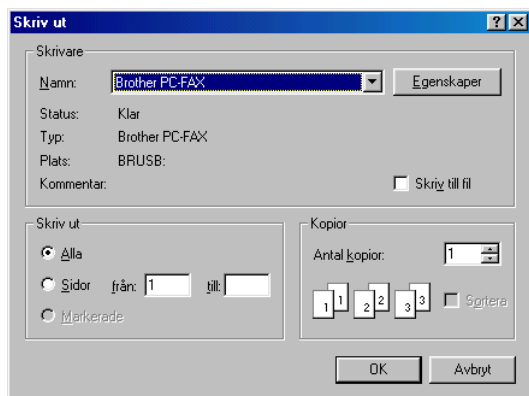 Skriv ut
Skrivare
Namn: Brother PC-FAX Egenskaper
Status: Klar
Typ: Brother PC-FAX
Plats: BRUSB:
Kommentar: Skriv till fil
Skriv ut
Alla
Sidor från: 1 till:
Markerade
Kopior
Antal kopior: 1
1 1 2 2 3 3 Sortera
OK Avbryt